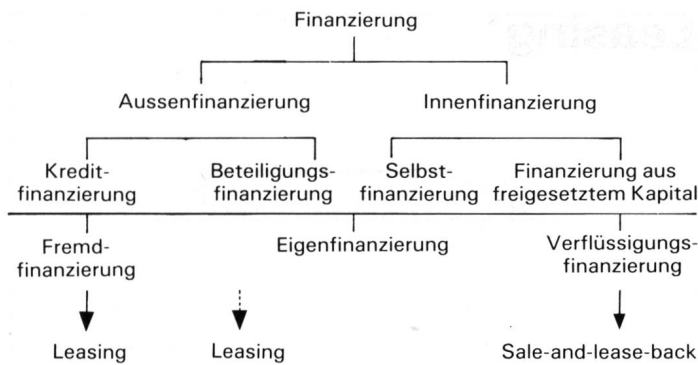 Finanzierung
Aussenfinanzierung Innenfinanzierung
Kredit- Beteiligungs- Selbst- Finanzierung aus
finanzierung finanzierung finanzierung freigesetztem Kapital
Fremd- Eigenfinanzierung Verflüssigungs-
finanzierung finanzierung
Leasing Leasing Sale-and-lease-back